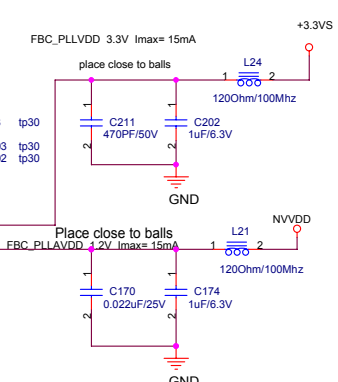 +3.3VS
FBC_PLLVDD 3.3V Imax= 15mA
place close to balls
L24
1 2
120Ohm/100Mhz
tp30
1
1
C211
470PF/50V
C202
1uF/6.3V
tp30
tp30
2
2
GND
NVVDD
L21
Place close to balls
FBC_PLLAVDD 1.2V Imax= 15mA
1 2
120Ohm/100Mhz
1
1
C170
0.022uF/25V
C174
1uF/6.3V
2
2
GND